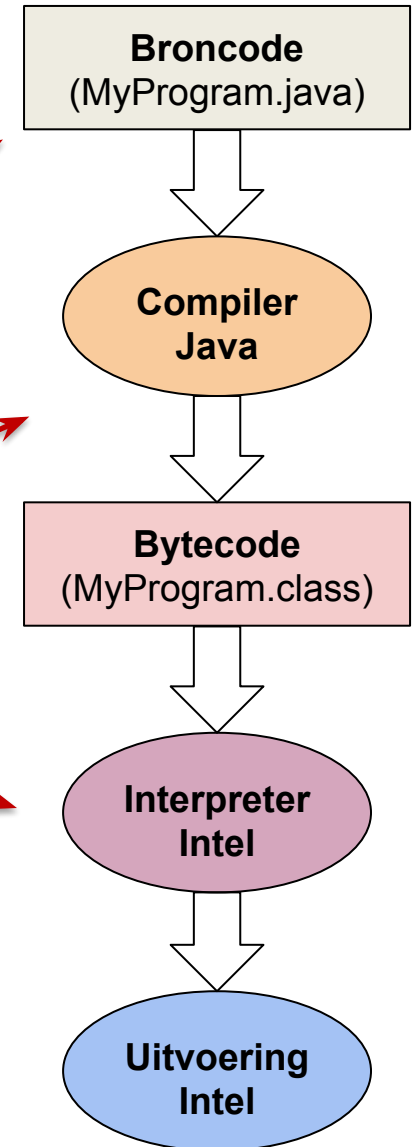 Broncode
(MyProgram.java)
Compiler
Java
Bytecode
(MyProgram.class)
Interpreter
Intel
Uitvoering
Intel